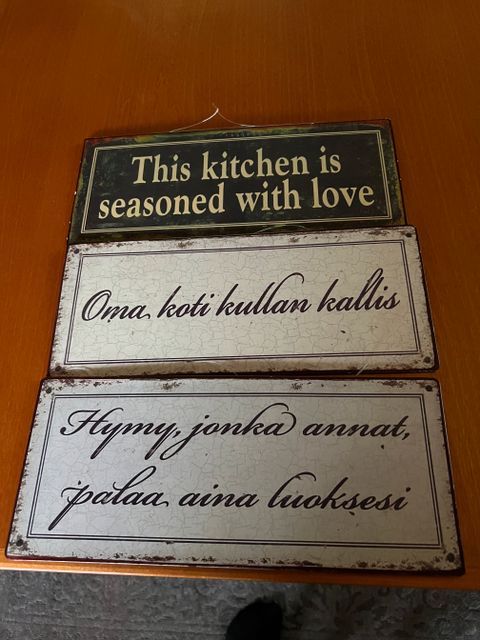 This kitchen is
seasoned with love
Oma koti kullan kallis
Hymy, jonka annat,
palaa aina luoksesi